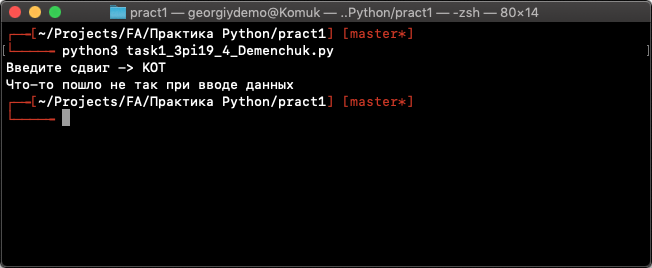 pract1 — georgiydemo@Komuk — ..Python/pract1 — -zsh — 80×14
[~/Projects/FA/Практика Python/pract1] [master*]
python3 task1_3pi19_4_Demenchuk.py
Введите сдвиг —> КОТ
Что-то пошло не так при вводе данных
[~/Projects/FA/Практика Python/pract1] [master*]